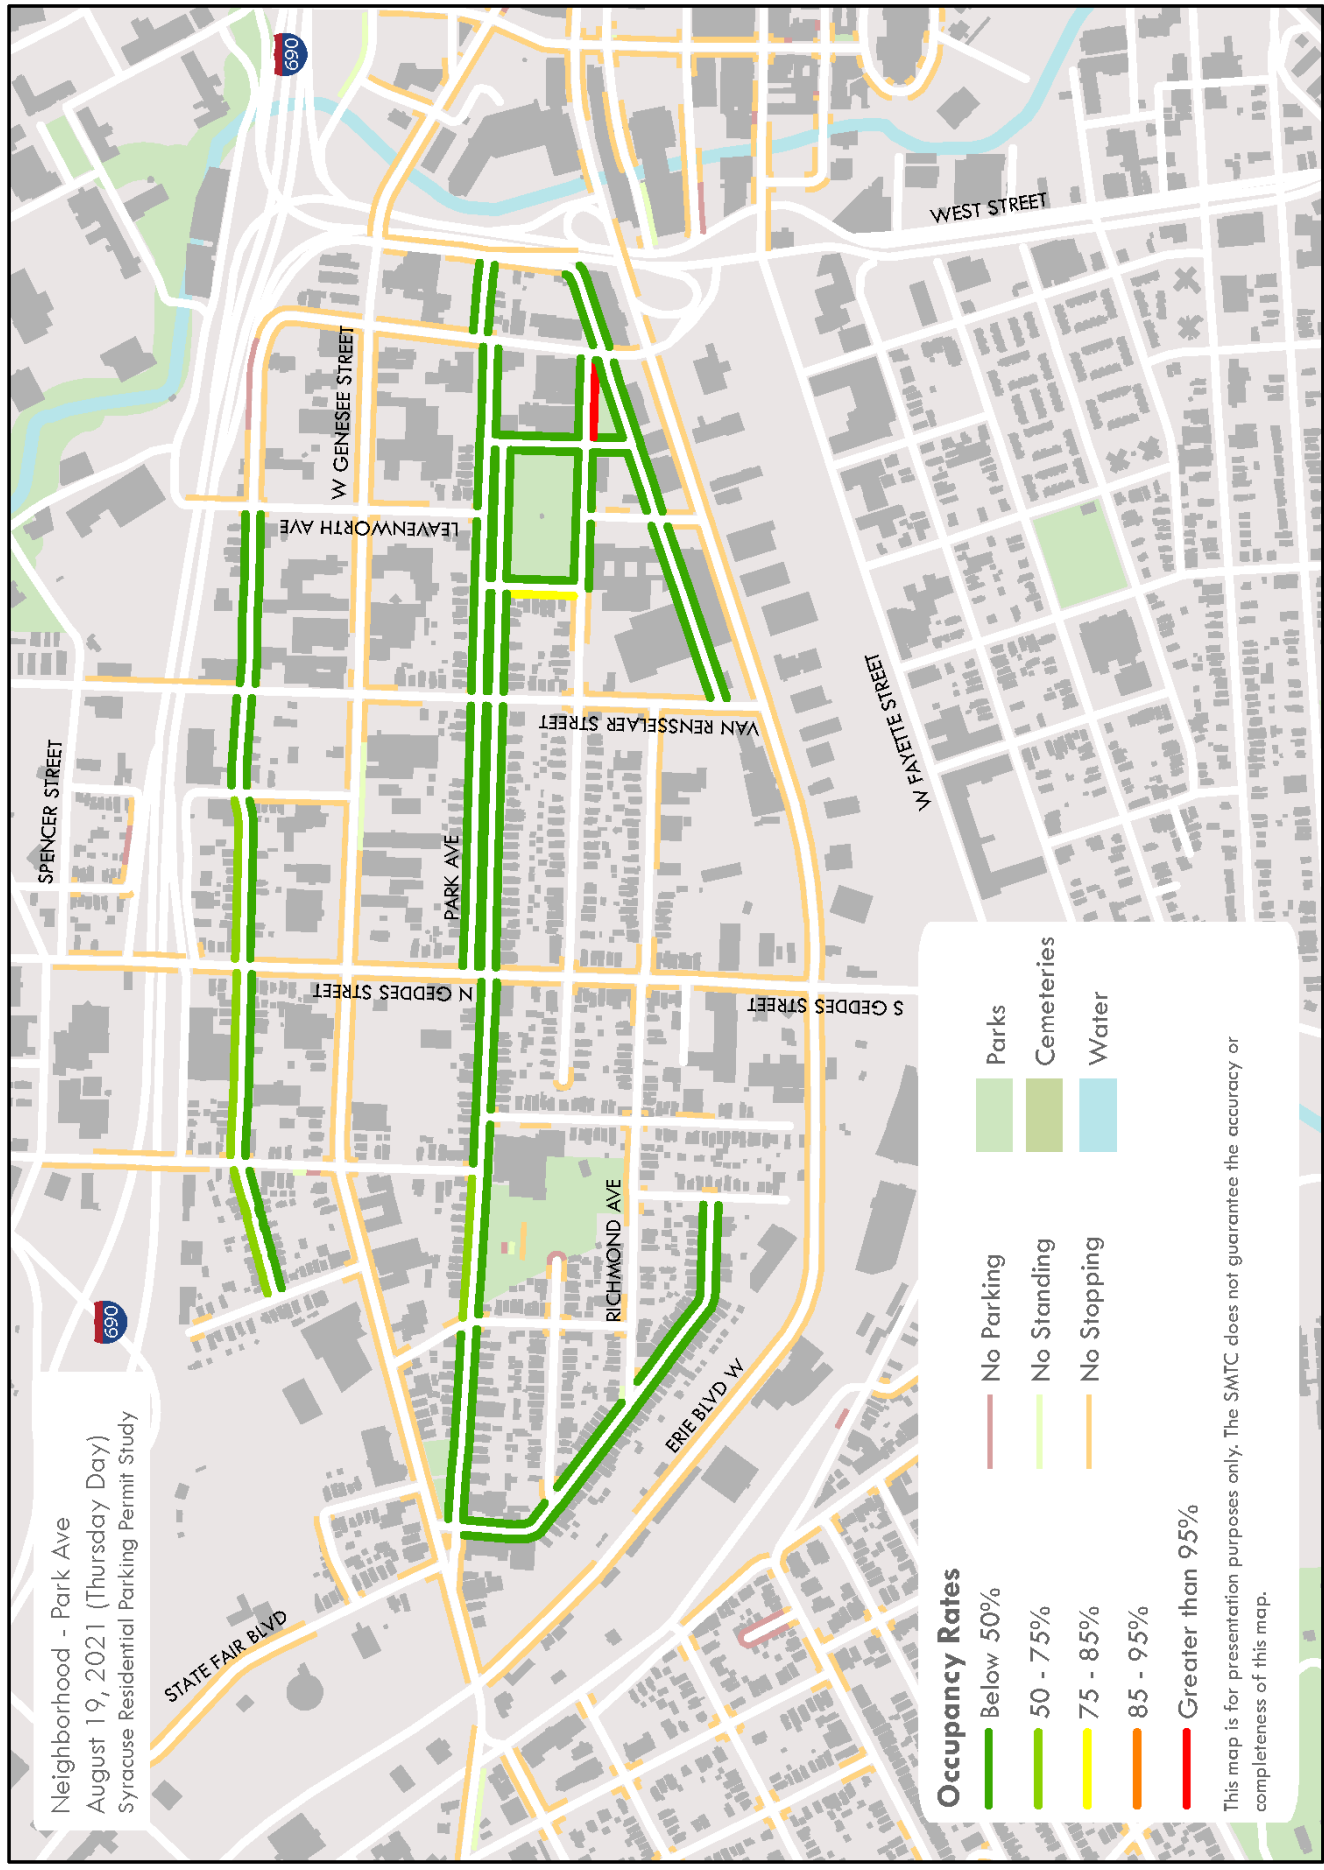 Neighborhood - Park Ave
August 19, 2021 (Thursday Day)
Syracuse Residential Parking Permit Study
690
690
SPENCER STREET
W GENESEE STREET
LEAVENWORTH AVE
PARK AVE
N GEDDES STREET
VAN RENSSELAER STREET
S GEDDES STREET
WEST STREET
W FAYETTE STREET
RICHMOND AVE
ERIE BLVD W
STATE FAIR BLVD
Occupancy Rates
Below 50%
50 - 75%
75 - 85%
85 - 95%
Greater than 95%
No Parking
No Standing
No Stopping
Parks
Cemeteries
Water
This map is for presentation purposes only. The SMTC does not guarantee the accuracy or
completeness of this map.